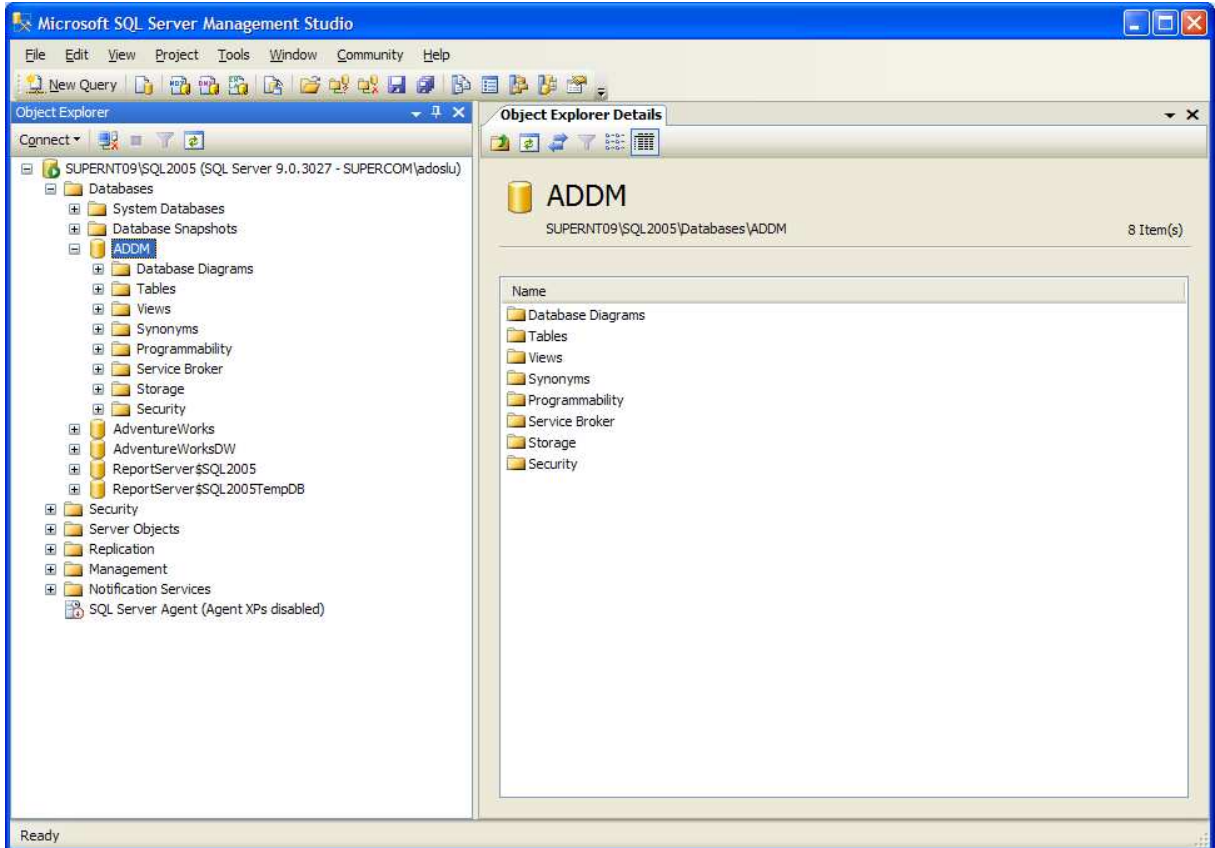 Microsoft SQL Server Management Studio
File Edit View Project Tools Window Community Help
New Query
Object Explorer
Connect
SUPERNT09\SQL2005 (SQL Server 9.0.3027 - SUPERCOM\adoslu)
Databases
System Databases
Database Snapshots
ADDM
Database Diagrams
Tables
Views
Synonyms
Programmability
Service Broker
Storage
Security
AdventureWorks
AdventureWorksDW
ReportServer$SQL2005
ReportServer$SQL2005TempDB
Security
Server Objects
Replication
Management
Notification Services
SQL Server Agent (Agent XPs disabled)
Object Explorer Details
ADDM
SUPERNT09\SQL2005\Databases\ADDM 8 Item(s)
Name
Database Diagrams
Tables
Views
Synonyms
Programmability
Service Broker
Storage
Security
Ready